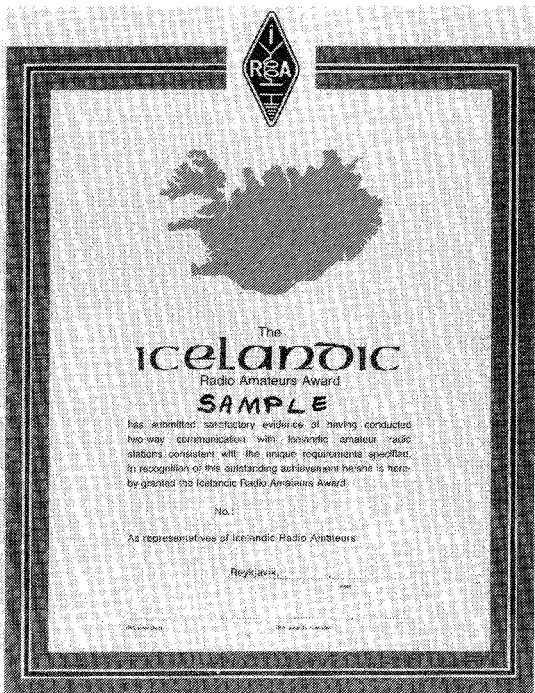 i
RA
The
Icelandic
Radio Amateurs Award
SAMPLE
has submitted satisfactory evidence of having conducted
two-way communication with Icelandic amateur radio
stations consistent with the unique requirements specified.
In recognition of this outstanding achievement he/she is here-
by granted the Icelandic Radio Amateurs Award
No.:
As representatives of Icelandic Radio Amateurs
Reykjavik,